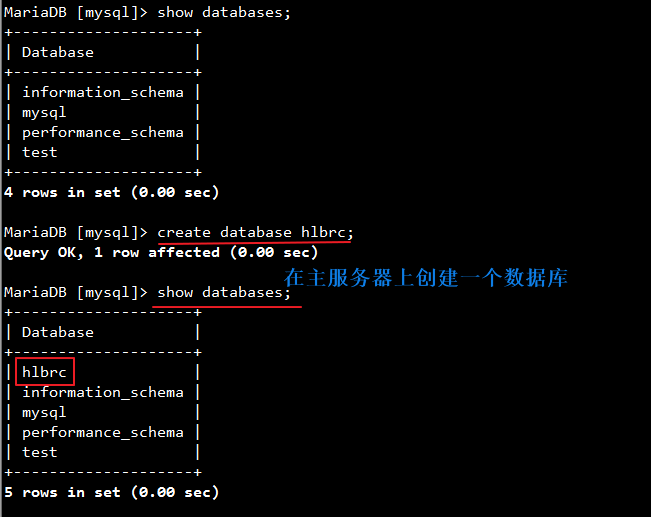 MariaDB [mysql]> show databases;
+--------------------+
| Database           |
+--------------------+
| information_schema |
| mysql              |
| performance_schema |
| test               |
+--------------------+
4 rows in set (0.00 sec)
MariaDB [mysql]> create database hlbrc;
Query OK, 1 row affected (0.00 sec)
在主服务器上创建一个数据库
MariaDB [mysql]> show databases;
+--------------------+
| Database           |
+--------------------+
| hlbrc              |
| information_schema |
| mysql              |
| performance_schema |
| test               |
+--------------------+
5 rows in set (0.00 sec)